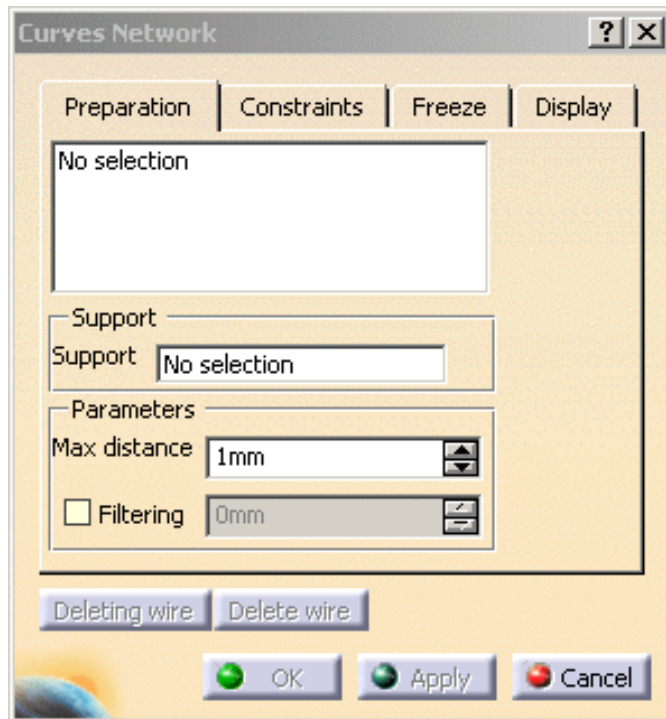 Curves Network ? X
Preparation Constraints Freeze Display
No selection
Support
Support No selection
Parameters
Max distance 1mm
Filtering 0mm
Deleting wire Delete wire
OK Apply Cancel